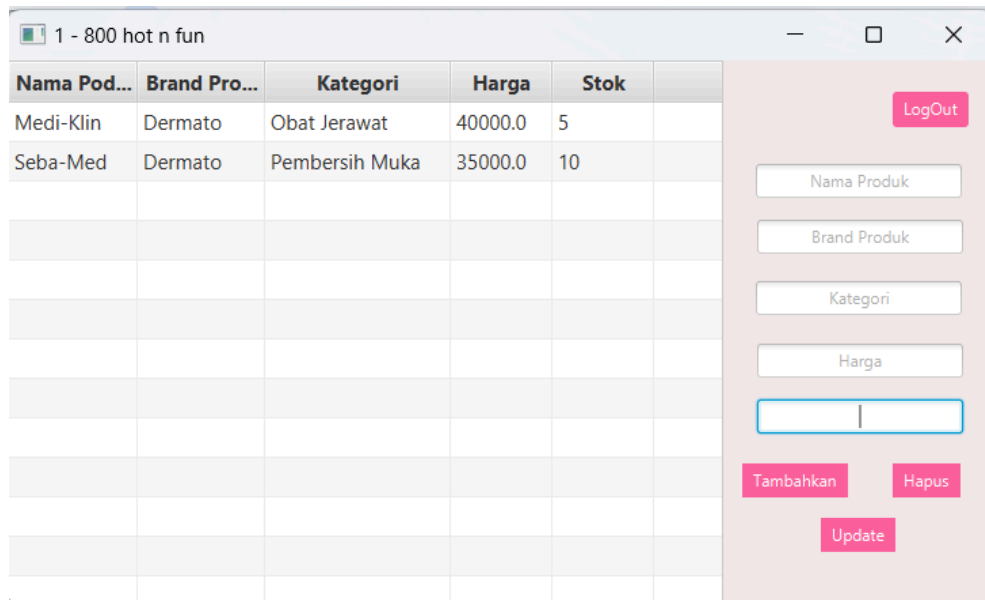 1 - 800 hot n fun
Nama Pod... Brand Pro... Kategori Harga Stok
Medi-Klin Dermato Obat Jerawat 40000.0 5
Seba-Med Dermato Pembersih Muka 35000.0 10
LogOut
Nama Produk
Brand Produk
Kategori
Harga
Tambahkan Hapus
Update